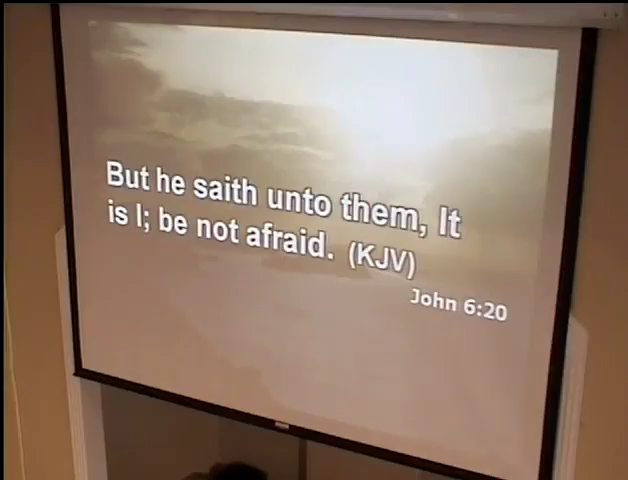 But he saith unto them, It
is I; be not afraid. (KJV)
John 6:20